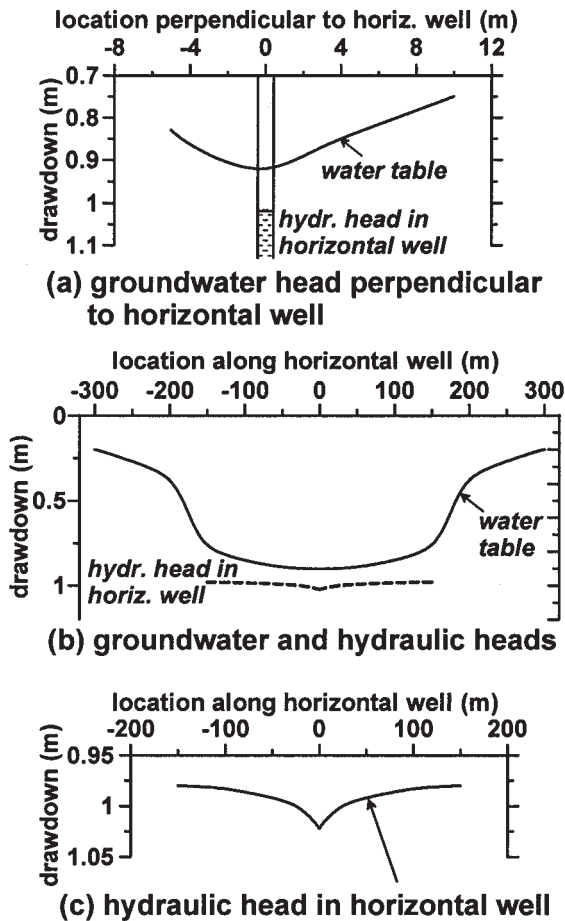 location perpendicular to horiz. well (m)
-8 -4 0 4 8 12
0.7
0.8
0.9
1
1.1
drawdown (m)
water table
hydr. head in
horizontal well
(a) groundwater head perpendicular
to horizontal well
location along horizontal well (m)
-300 -200 -100 0 100 200 300
0
0.5
1
drawdown (m)
water
table
hydr. head in
horiz. well
(b) groundwater and hydraulic heads
location along horizontal well (m)
-200 -100 0 100 200
0.95
1
1.05
drawdown (m)
(c) hydraulic head in horizontal well